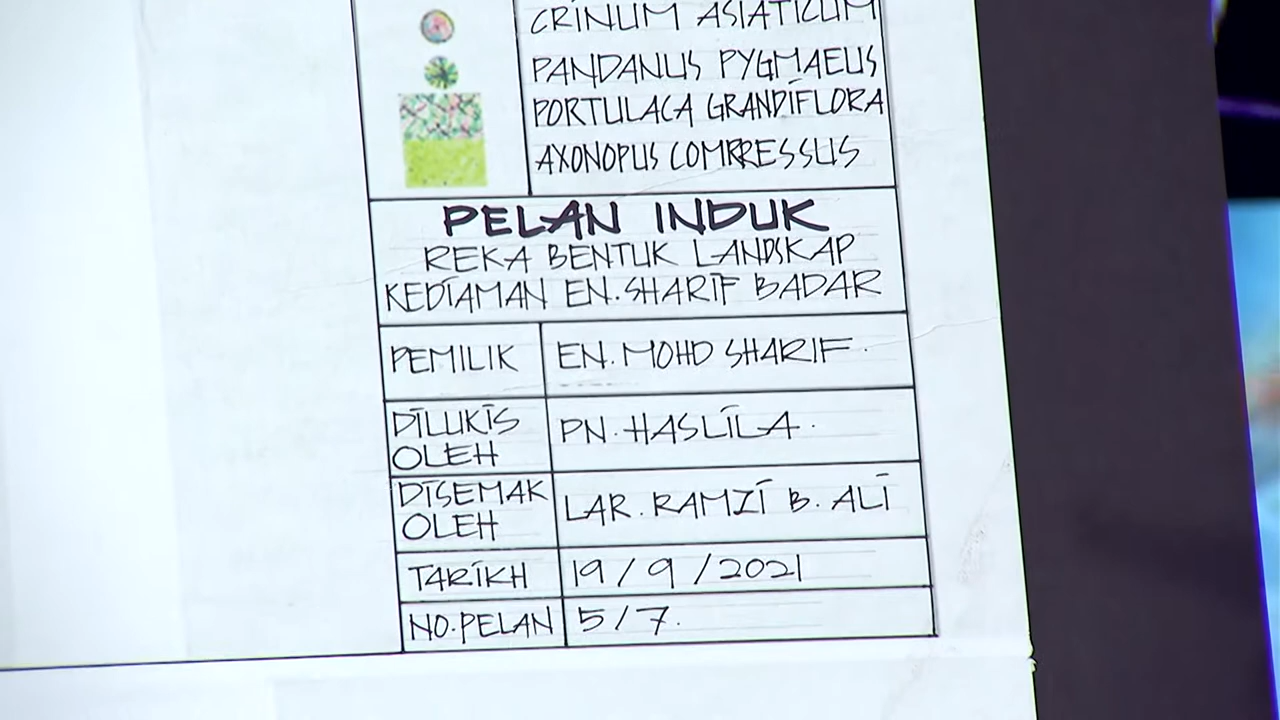 CRINUM ASIATICUM
PANDANUS PYGMAEUS
PORTULACA GRANDIFLORA
AXONOPUS COMPRESSUS
PELAN INDUK
REKA BENTUK LANDSKAP
KEDIAMAN EN. SHARIF BADAR
PEMILIK EN. MOHD SHARIF.
DILUKIS OLEH PN. HASLILA.
DISEMAK OLEH LAR. RAMZI B. ALI
TARIKH 19/9/2021
NO. PELAN 5/7.